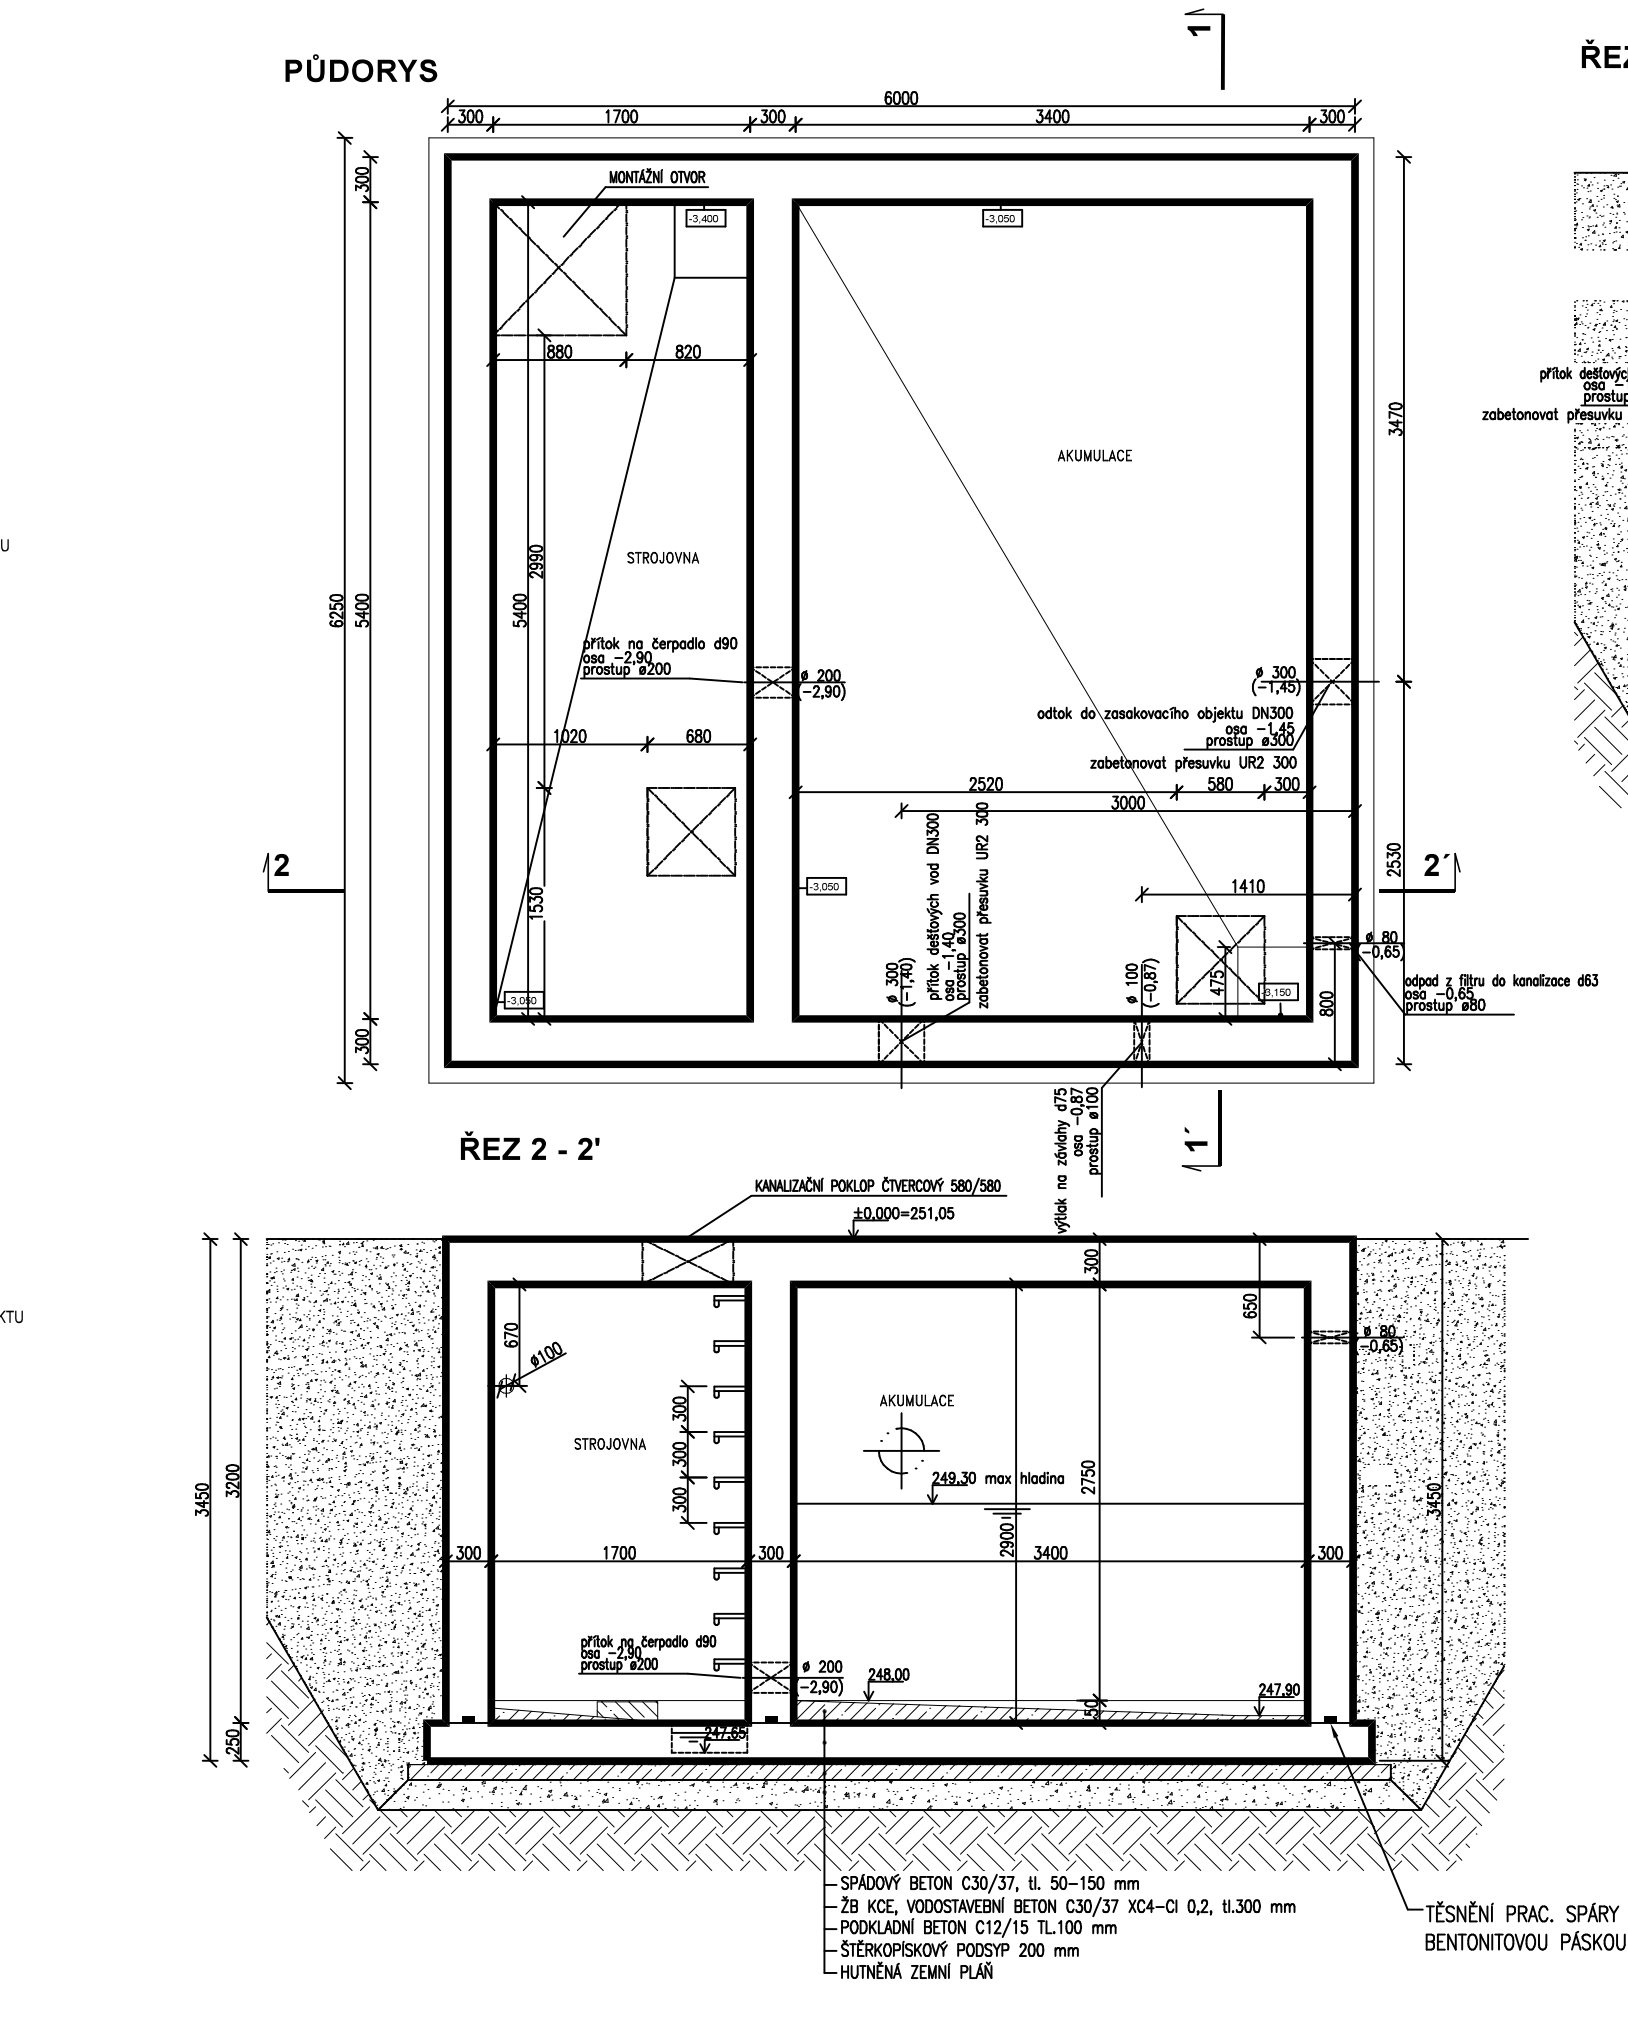 PŮDORYS
1
ŘEZ
6000
300
1700
300
3400
300
300
MONTÁŽNÍ OTVOR
-3,400
-3,050
880
820
3470
AKUMULACE
přítok dešťových
osa -
prostup
zabetonovat přesuvku
U
2990
STROJOVNA
6250
5400
5400
přítok na čerpadlo d90
osa -2,90
prostup ø200
ø 200
(-2,90)
ø 300
(-1,45)
odtok do zasakovacího objektu DN300
osa -1,45
prostup ø300
zabetonovat přesuvku UR2 300
1020
680
2520
580
300
3000
2
2´
2530
1530
-3,050
1410
přítok dešťových vod DN300
osa -1,40
prostup ø300
zabetonovat přesuvku UR2 300
ø 300
(-1,40)
ø 100
(-0,87)
475
800
ø 80
(-0,65)
odpad z filtru do kanalizace d63
osa -0,65
prostup ø80
-3,050
-3,150
300
výtlak na závlahy d75
osa -0,87
prostup ø100
1´
ŘEZ 2 - 2'
KANALIZAČNÍ POKLOP ČTVERCOVÝ 580/580
±0,000=251,05
300
650
670
ø100
ø 80
(-0,65)
KTU
AKUMULACE
STROJOVNA
300
300
300
249,30 max hladina
2750
2900
3450
3200
3450
300
1700
300
3400
300
přítok na čerpadlo d90
osa -2,90
prostup ø200
ø 200
(-2,90)
248,00
247,90
150
247,65
250
SPÁDOVÝ BETON C30/37, tl. 50-150 mm
ŽB KCE, VODOSTAVEBNÍ BETON C30/37 XC4-Cl 0,2, tl.300 mm
PODKLADNÍ BETON C12/15 TL.100 mm
ŠTĚRKOPÍSKOVÝ PODSYP 200 mm
HUTNĚNÁ ZEMNÍ PLÁŇ
TĚSNĚNÍ PRAC. SPÁRY
BENTONITOVOU PÁSKOU